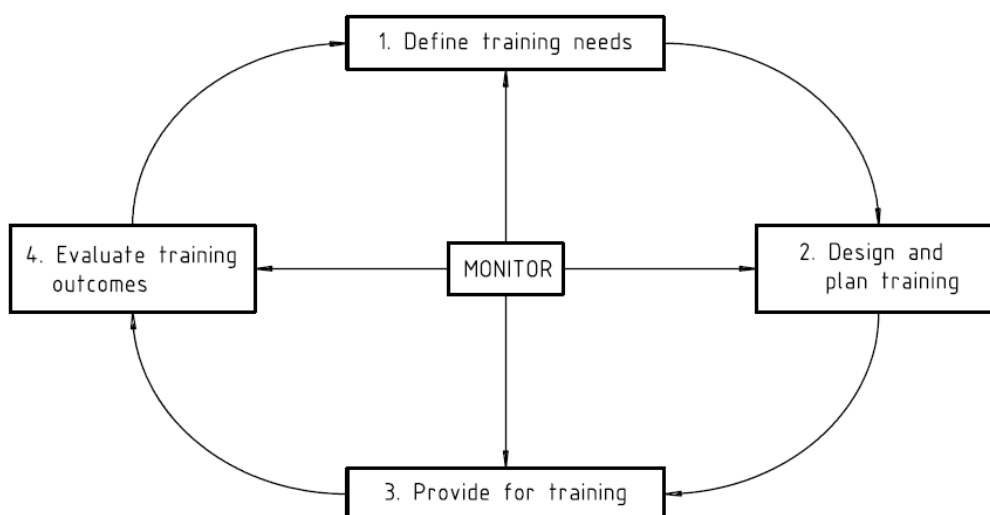 1. Define training needs
4. Evaluate training
outcomes
MONITOR
2. Design and
plan training
3. Provide for training